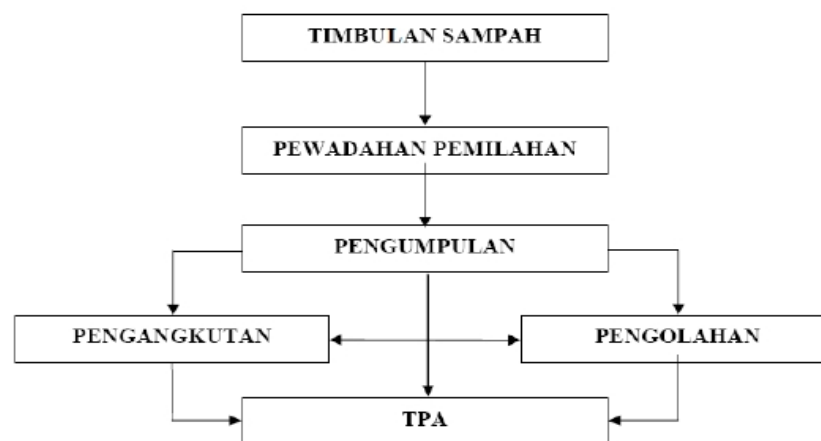 TIMBULAN SAMPAH
PEWADAHAN PEMILAHAN
PENGUMPULAN
PENGANGKUTAN
PENGOLAHAN
TPA